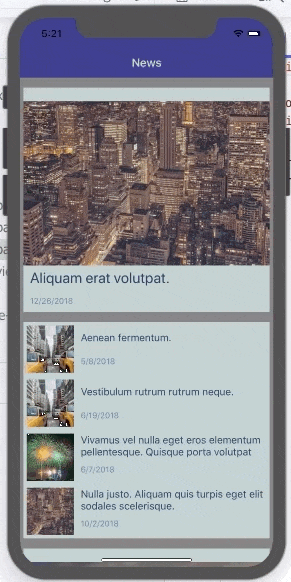 5:21
News
Aliquam erat volutpat.
12/26/2018
Aenean fermentum.
5/8/2018
Vestibulum rutrum rutrum neque.
6/19/2018
Vivamus vel nulla eget eros elementum
pellentesque. Quisque porta volutpat
6/7/2018
Nulla justo. Aliquam quis turpis eget elit
sodales scelerisque.
10/2/2018